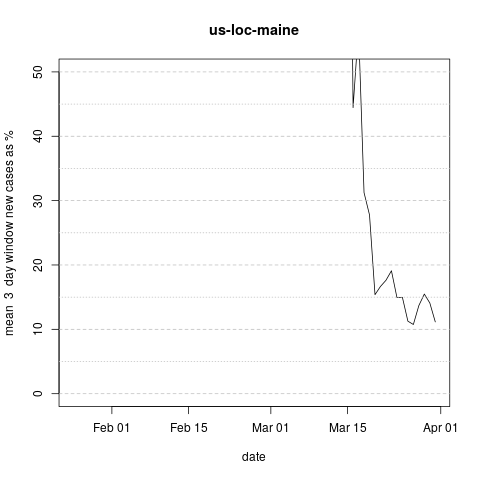 us-loc-maine
mean 3 day window new cases as %
50
40
30
20
10
0
Feb 01
Feb 15
Mar 01
Mar 15
Apr 01
date